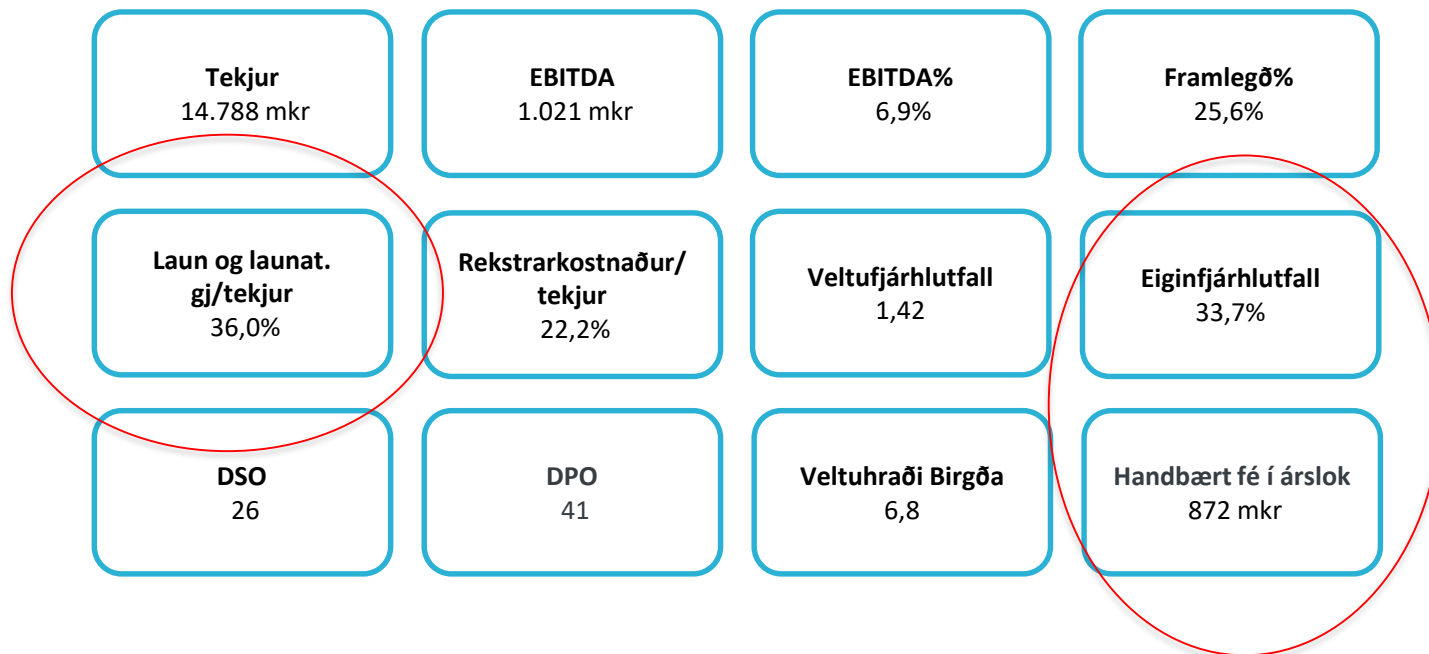 Tekjur
14.788 mkr
EBITDA
1.021 mkr
EBITDA%
6,9%
Framlegð%
25,6%
Laun og launat.
gj/tekjur
36,0%
Rekstrarkostnaður/
tekjur
22,2%
Veltufjárhlutfall
1,42
Eiginfjárhlutfall
33,7%
DSO
26
DPO
41
Veltuhraði Birgða
6,8
Handbært fé í árslok
872 mkr